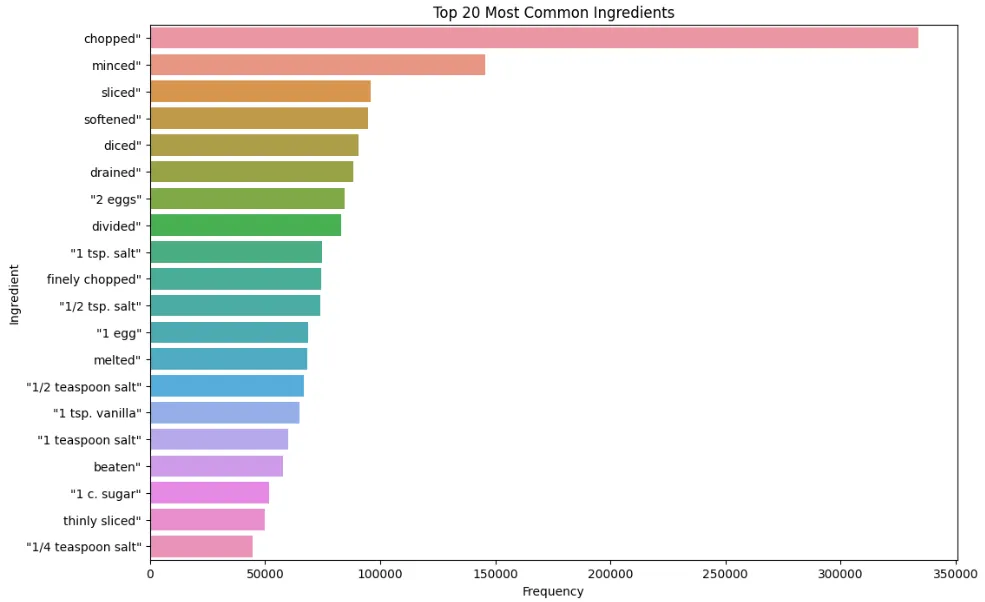 Top 20 Most Common Ingredients
chopped"
minced"
sliced"
softened"
diced"
drained"
"2 eggs"
divided"
"1 tsp. salt"
finely chopped"
"1/2 tsp. salt"
"1 egg"
melted"
"1/2 teaspoon salt"
"1 tsp. vanilla"
"1 teaspoon salt"
beaten"
"1 c. sugar"
thinly sliced"
"1/4 teaspoon salt"
Ingredient
0 50000 100000 150000 200000 250000 300000 350000
Frequency